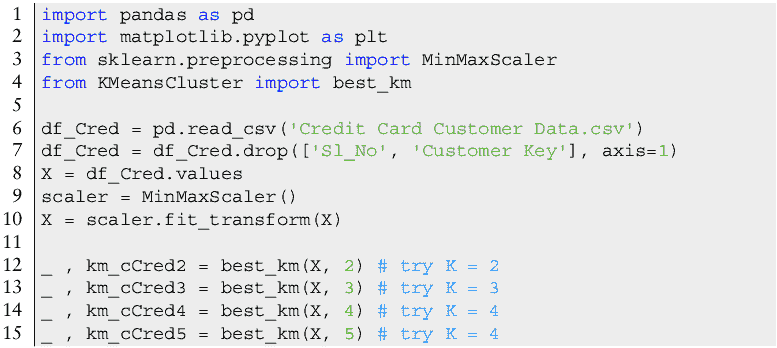 1 import pandas as pd
2 import matplotlib.pyplot as plt
3 from sklearn.preprocessing import MinMaxScaler
4 from KMeansCluster import best_km
5
6 df_Cred = pd.read_csv('Credit Card Customer Data.csv')
7 df_Cred = df_Cred.drop(['Sl_No', 'Customer Key'], axis=1)
8 X = df_Cred.values
9 scaler = MinMaxScaler()
10 X = scaler.fit_transform(X)
11
12 _ , km_cCred2 = best_km(X, 2) # try K = 2
13 _ , km_cCred3 = best_km(X, 3) # try K = 3
14 _ , km_cCred4 = best_km(X, 4) # try K = 4
15 _ , km_cCred5 = best_km(X, 5) # try K = 4